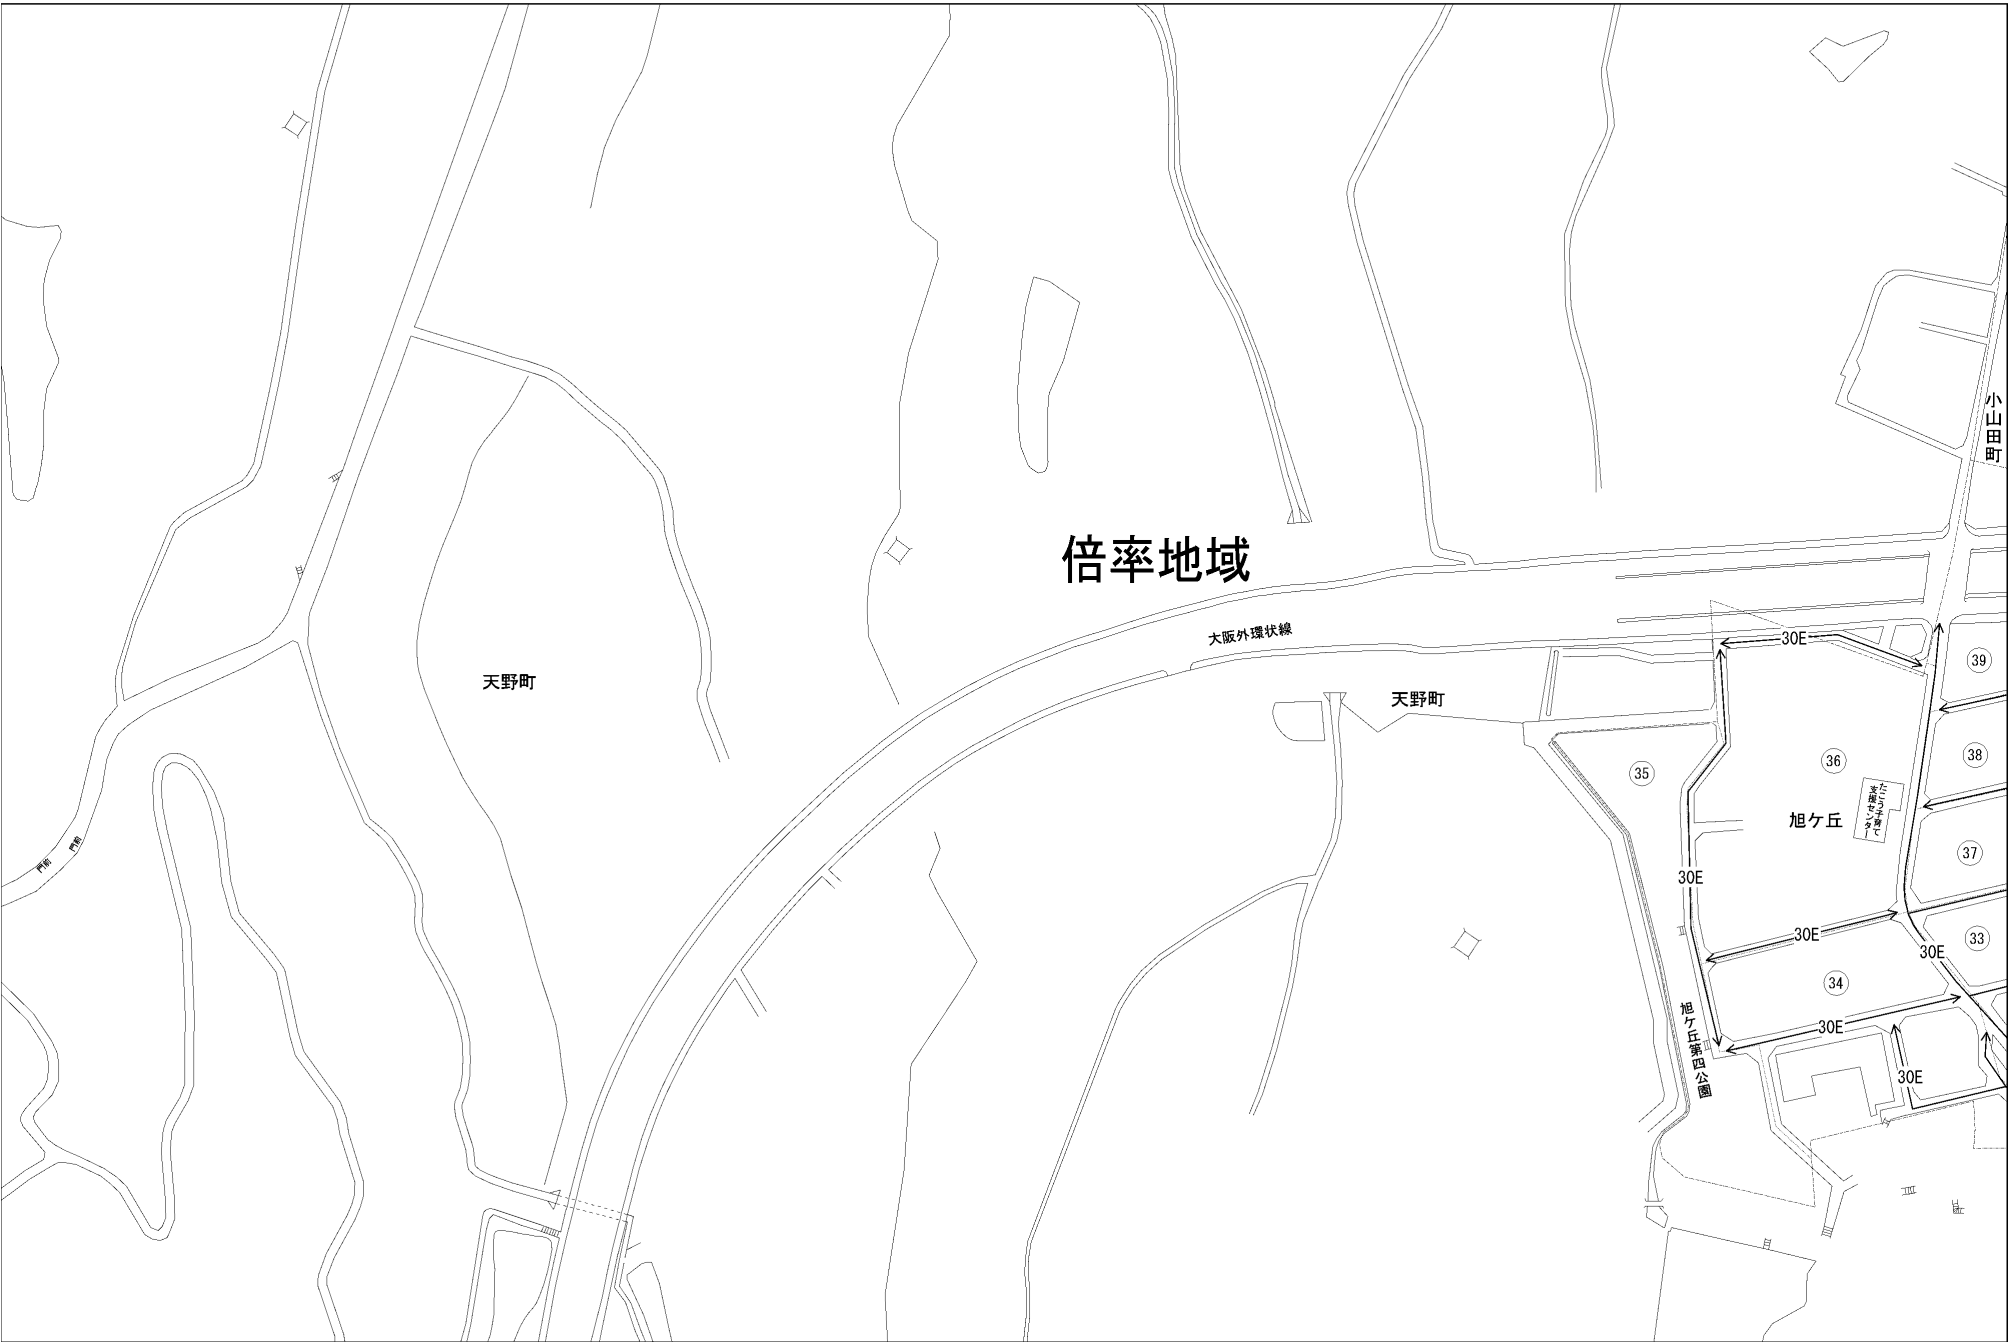 小山田町
倍率地域
大阪外環状線
30E
39
天野町
天野町
38
36
35
たこう子育て
支援センター
旭ケ丘
37
30E
30E
33
30E
34
旭ケ丘第四公園
30E
30E
門前
門前